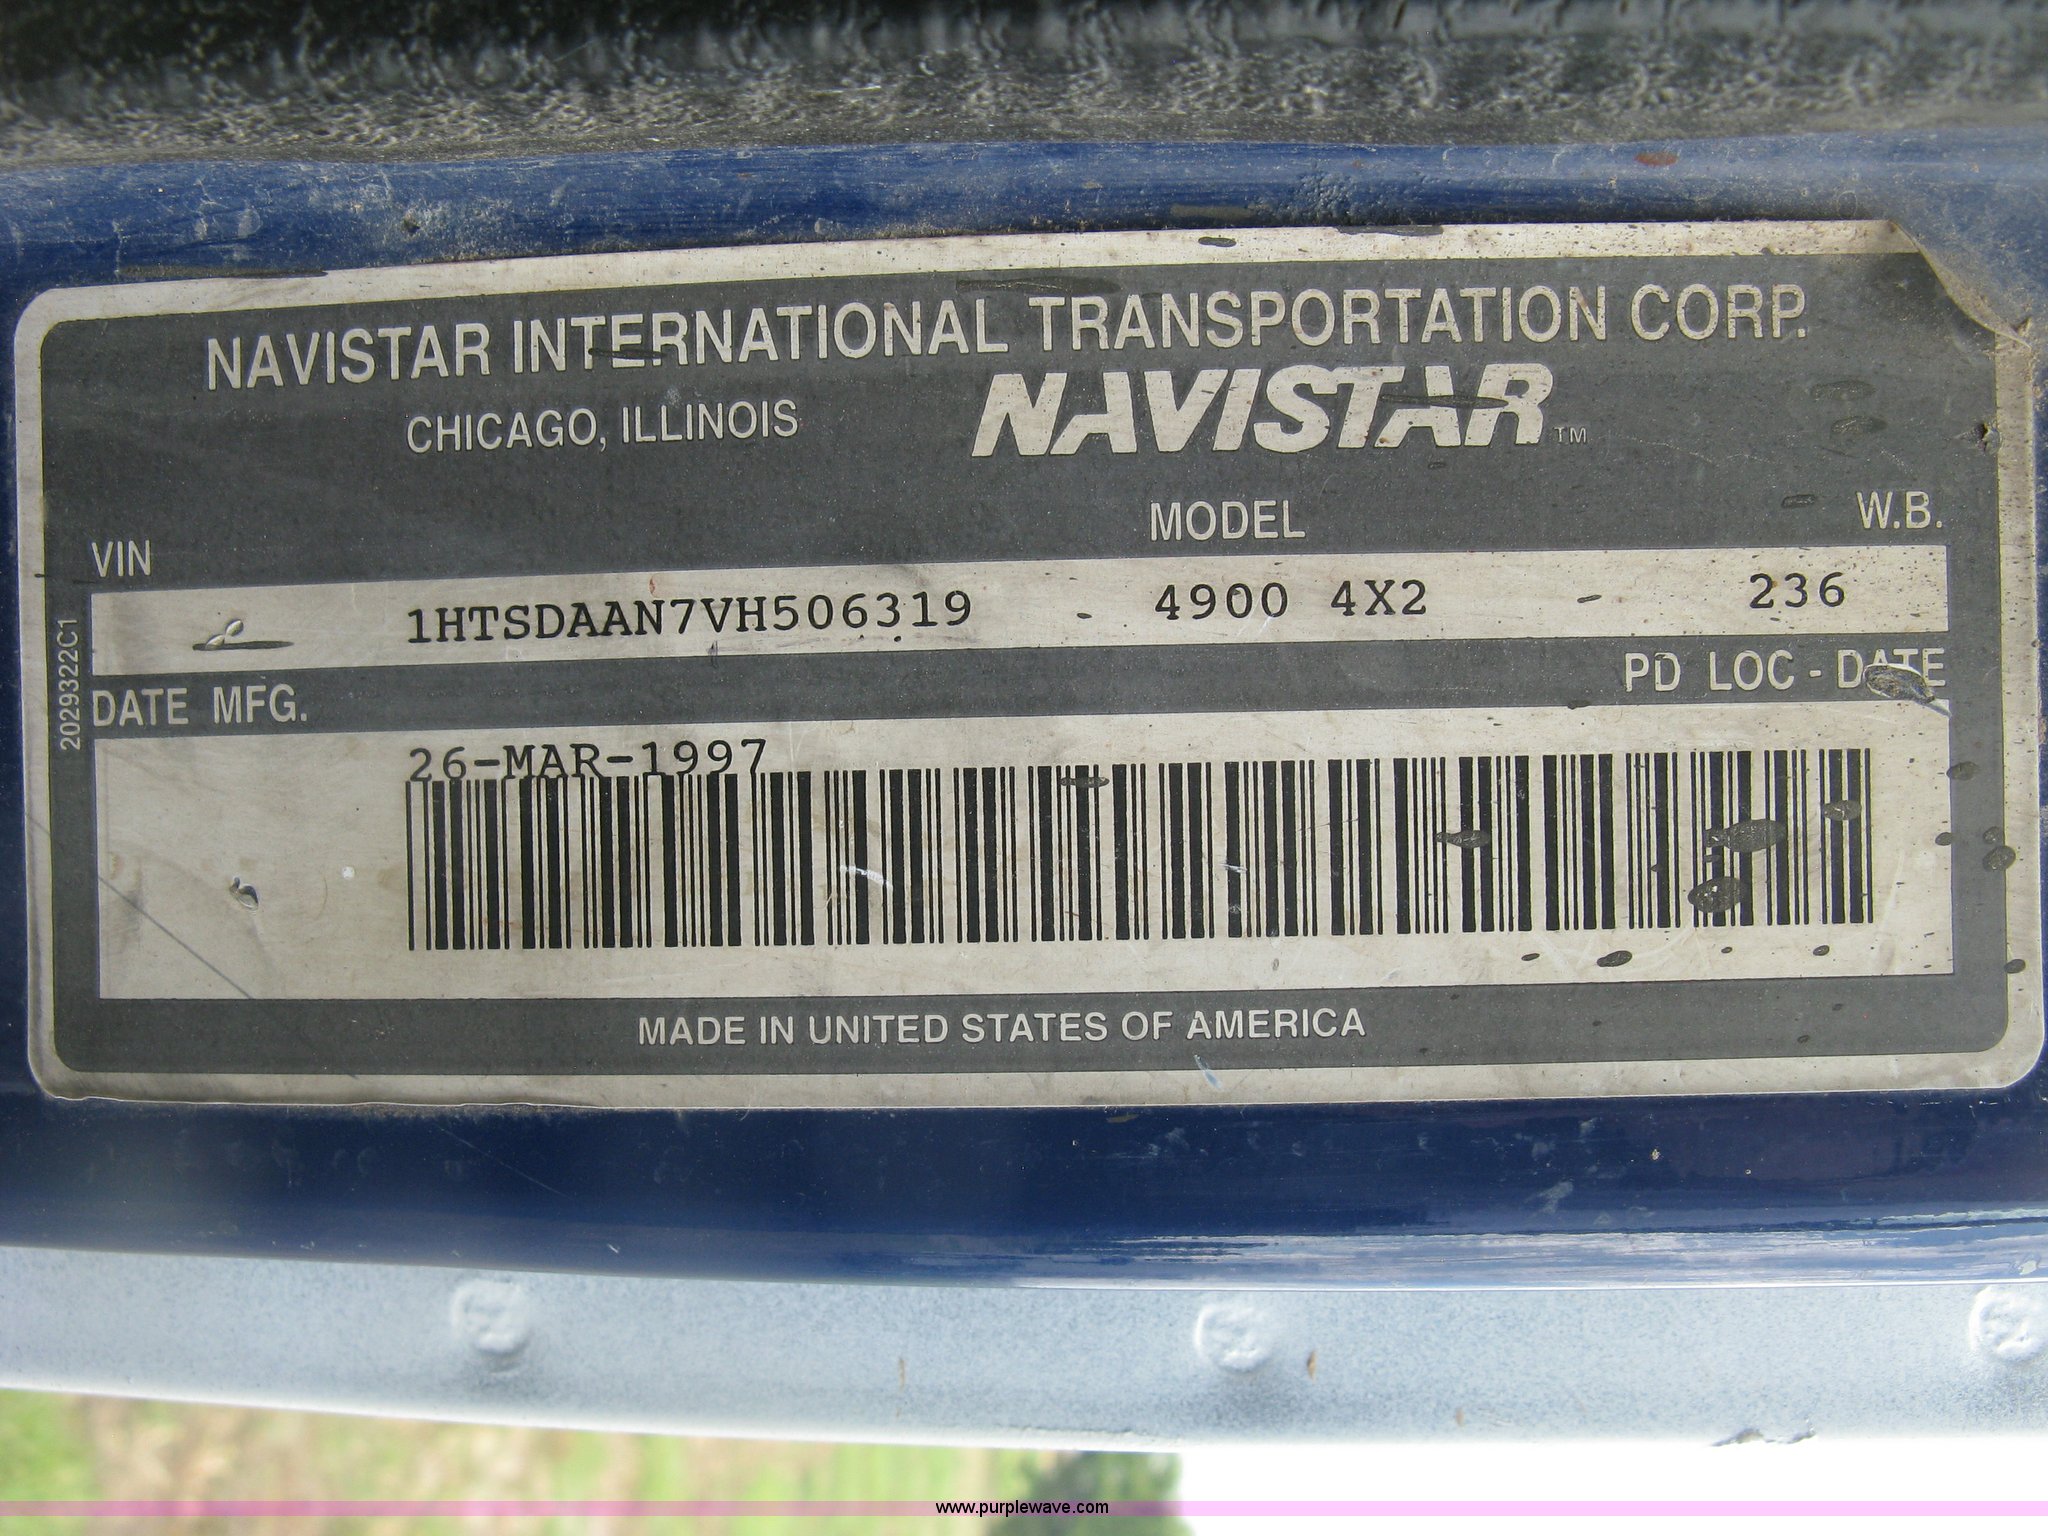 NAVISTAR INTERNATIONAL TRANSPORTATION CORP.
CHICAGO, ILLINOIS NAVISTAR TM
VIN MODEL W.B.
1HTSDAAN7VH506319 - 4900 4X2 - 236
DATE MFG. PD LOC - DATE
26-MAR-1997
2029322C1
MADE IN UNITED STATES OF AMERICA
www.purplewave.com